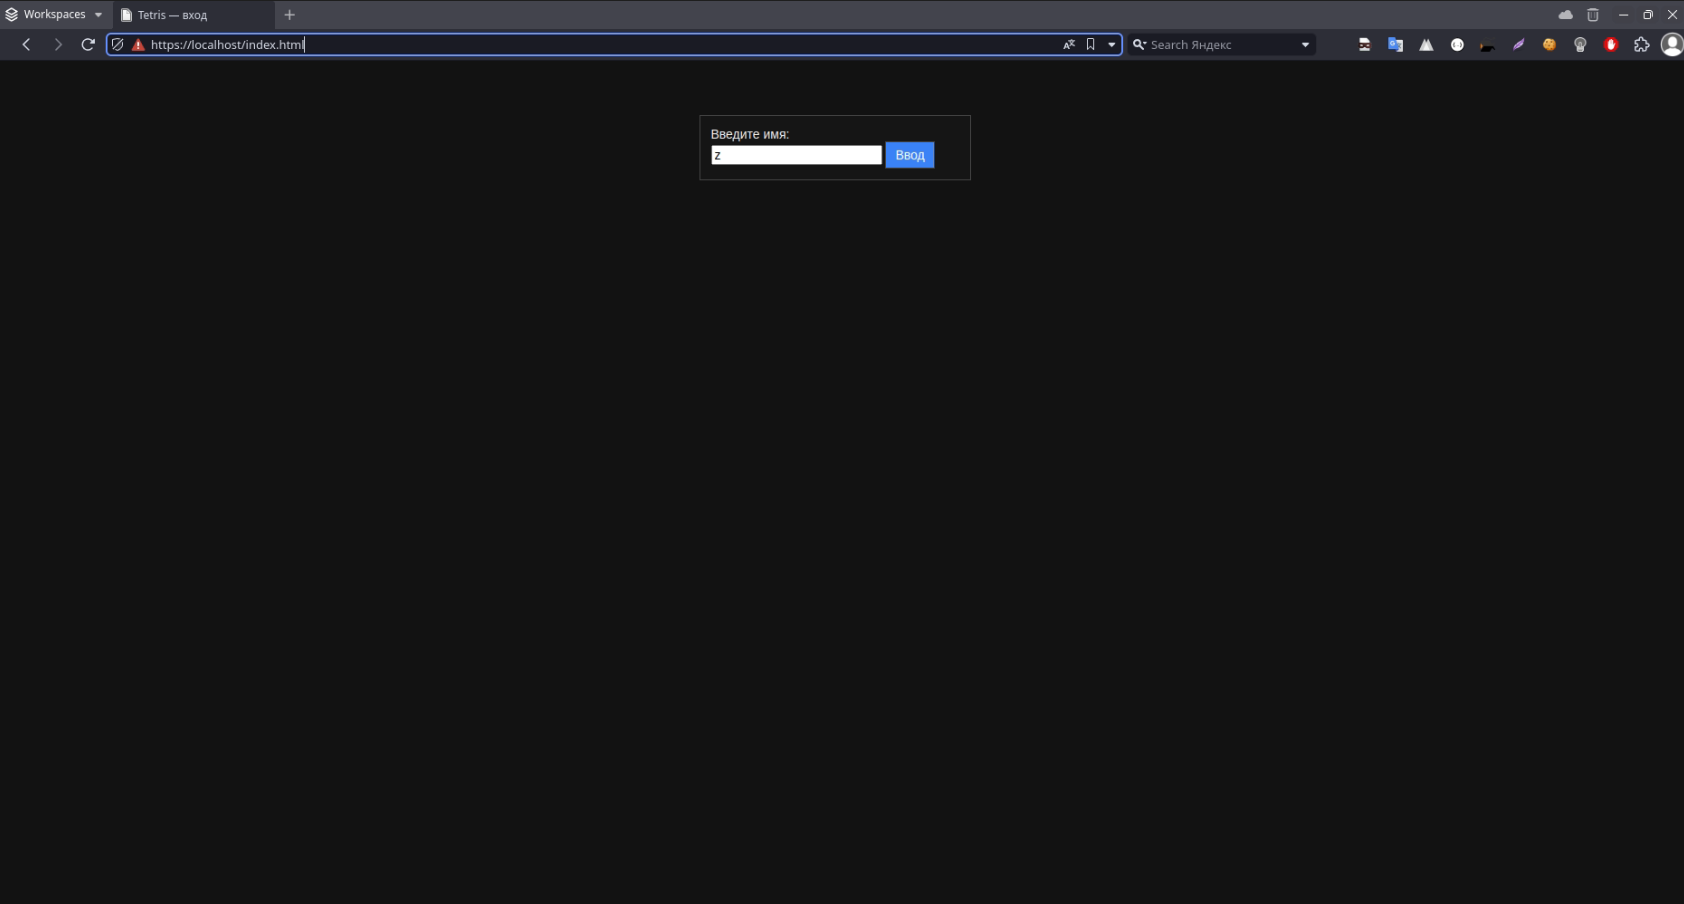 Workspaces
Tetris — вход
https://localhost/index.html
Search Яндекс
Введите имя:
z
Ввод